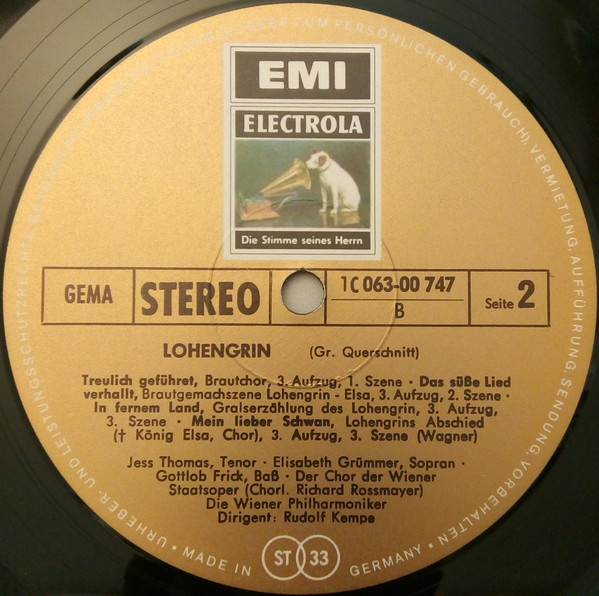 EMI
ELECTROLA
Die Stimme seines Herrn
GEMA
STEREO
1C 063-00 747
B
Seite 2
LOHENGRIN (Gr. Querschnitt)
Treulich geführet, Brautchor, 3. Aufzug, 1. Szene · Das süße Lied
verhallt, Brautgemachszene Lohengrin - Elsa, 3. Aufzug, 2. Szene ·
In fernem Land, Gralserzählung des Lohengrin, 3. Aufzug,
3. Szene · Mein lieber Schwan, Lohengrins Abschied
(† König Elsa, Chor), 3. Aufzug, 3. Szene (Wagner)
Jess Thomas, Tenor · Elisabeth Grümmer, Sopran ·
Gottlob Frick, Baß · Der Chor der Wiener
Staatsoper (Chorl. Richard Rossmayer)
Die Wiener Philharmoniker
Dirigent: Rudolf Kempe
URHEBER- UND LEISTUNGSSCHUTZRECHTE ZUM PERSÖNLICHEN GEBRAUCH), VERMIETUNG, AUFFÜHRUNG, SENDUNG, VORBEHALTEN
• MADE IN GERMANY •
ST 33